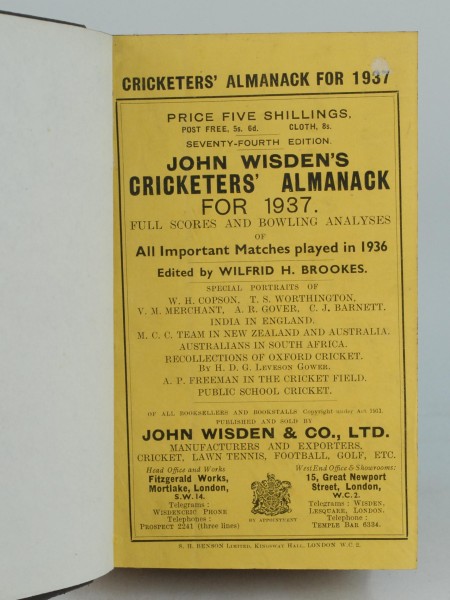 CRICKETERS' ALMANACK FOR 1937
PRICE FIVE SHILLINGS,
POST FREE, 5s. 6d. CLOTH, 8s.
SEVENTY-FOURTH EDITION.
JOHN WISDEN'S
CRICKETERS' ALMANACK
FOR 1937.
FULL SCORES AND BOWLING ANALYSES
OF
All Important Matches played in 1936
Edited by WILFRID H. BROOKES.
SPECIAL PORTRAITS OF
W. H. COPSON, T. S. WORTHINGTON,
V. M. MERCHANT, A. R. GOVER, C. J. BARNETT.
INDIA IN ENGLAND.
M. C. C. TEAM IN NEW ZEALAND AND AUSTRALIA.
AUSTRALIANS IN SOUTH AFRICA.
RECOLLECTIONS OF OXFORD CRICKET.
BY H. D. G. LEVESON GOWER.
A. P. FREEMAN IN THE CRICKET FIELD.
PUBLIC SCHOOL CRICKET.
OF ALL BOOKSELLERS AND BOOKSTALLS Copyright under Act 1911.
PUBLISHED AND SOLD BY
JOHN WISDEN & CO., LTD.
MANUFACTURERS AND EXPORTERS,
CRICKET, LAWN TENNIS, FOOTBALL, GOLF, ETC.
Head Office and Works
Fitzgerald Works,
Mortlake, London,
S.W. 14.
Telegrams :
WISDENCRIC PHONE
Telephones :
PROSPECT 2241 (three lines)
BY APPOINTMENT
West End Office & Showrooms:
15, Great Newport
Street, London,
W.C. 2.
Telegrams : WISDEN,
LESQUARE, LONDON.
Telephone :
TEMPLE BAR 6334.
S. H. BENSON LIMITED, KINGSWAY HALL, LONDON W.C. 2.